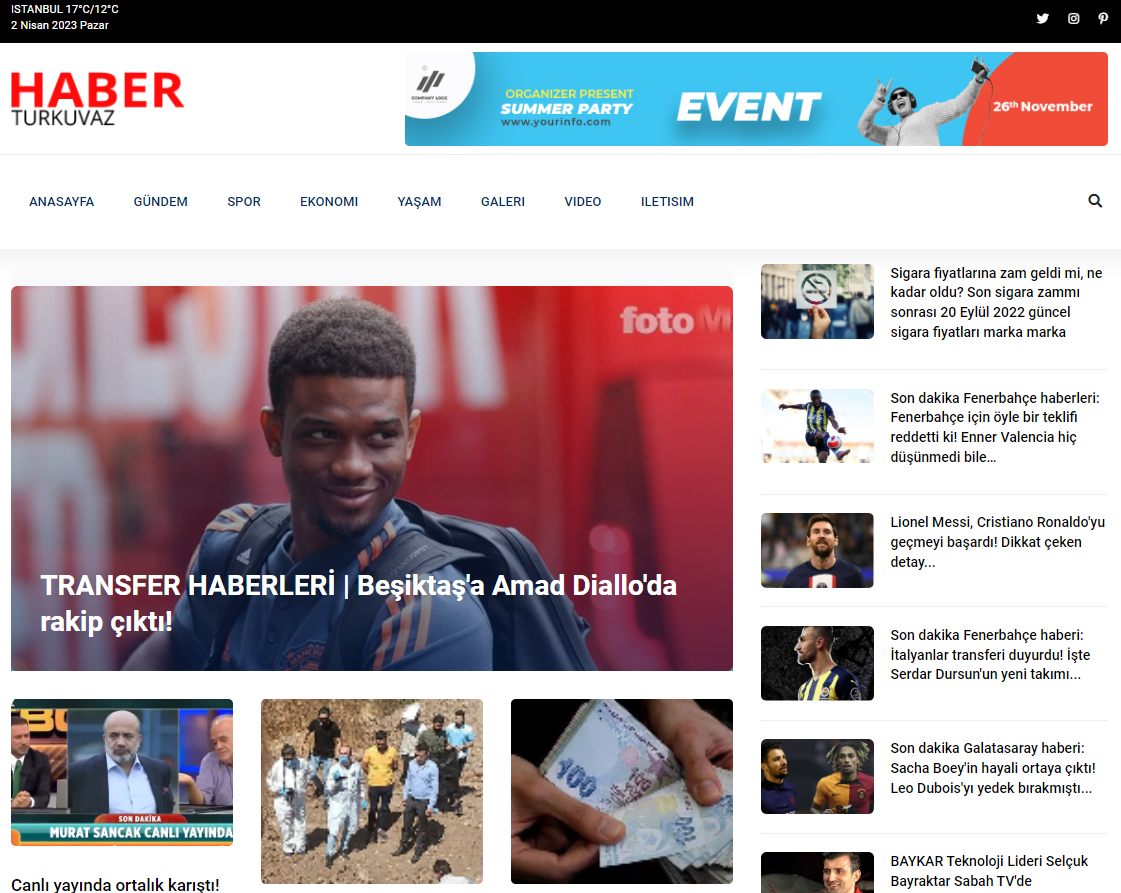 ISTANBUL 17°C/12°C
2 Nisan 2023 Pazar
HABER
TURKUVAZ
COMPANY LOGO
ORGANIZER PRESENT
SUMMER PARTY
www.yourinfo.com
EVENT
26th November
ANASAYFA GÜNDEM SPOR EKONOMI YAŞAM GALERI VIDEO ILETISIM
foto
TRANSFER HABERLERİ | Beşiktaş'a Amad Diallo'da
rakip çıktı!
SON DAKİKA
MURAT SANCAK CANLI YAYINDA
100
Canlı yayında ortalık karıştı!
Sigara fiyatlarına zam geldi mi, ne
kadar oldu? Son sigara zammı
sonrası 20 Eylül 2022 güncel
sigara fiyatları marka marka
Son dakika Fenerbahçe haberleri:
Fenerbahçe için öyle bir teklifi
reddetti ki! Enner Valencia hiç
düşünmedi bile...
Lionel Messi, Cristiano Ronaldo'yu
geçmeyi başardı! Dikkat çeken
detay...
Son dakika Fenerbahçe haberi:
İtalyanlar transferi duyurdu! İşte
Serdar Dursun'un yeni takımı...
Son dakika Galatasaray haberi:
Sacha Boey'in hayali ortaya çıktı!
Leo Dubois'yı yedek bırakmıştı...
BAYKAR Teknoloji Lideri Selçuk
Bayraktar Sabah TV'de